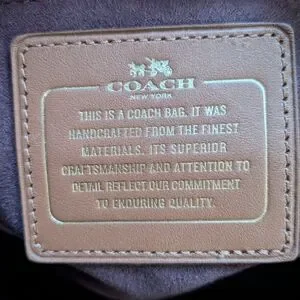 COACH
NEW YORK
THIS IS A COACH BAG. IT WAS
HANDCRAFTED FROM THE FINEST
MATERIALS. ITS SUPERIOR
CRAFTSMANSHIP AND ATTENTION TO
DETAIL REFLECT OUR COMMITMENT
TO ENDURING QUALITY.